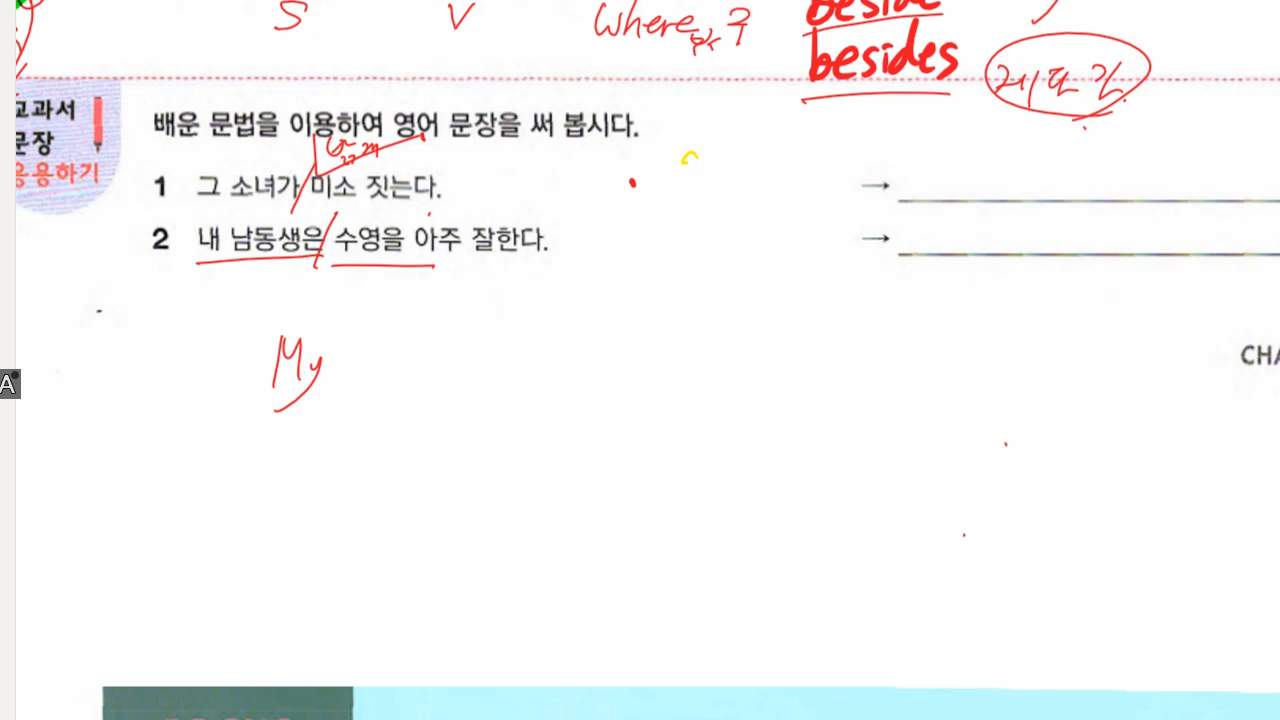 S V where
beside
besides
교과서
문장
응용하기
배운 문법을 이용하여 영어 문장을 써 봅시다.
1 그 소녀가 미소 짓는다. →
2 내 남동생은 수영을 아주 잘한다. →
My
CHA
A